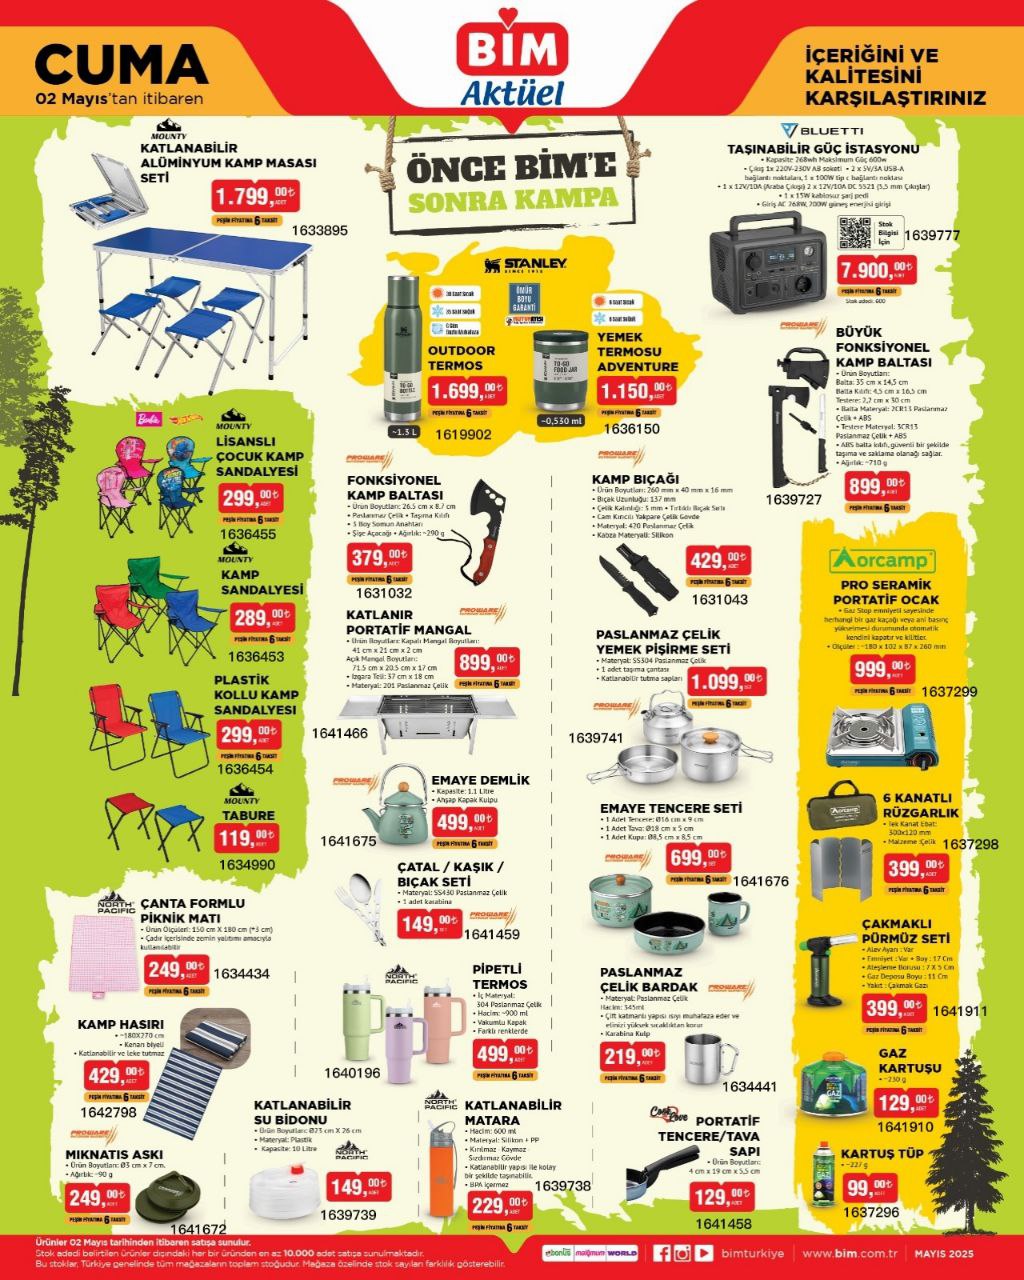 CUMA
02 Mayıs'tan itibaren
BİM
Aktüel
İÇERİĞİNİ VE
KALİTESİNİ
KARŞILAŞTIRINIZ
ÖNCE BİM'E
SONRA KAMPA
MOUNTY
KATLANABİLİR
ALÜMİNYUM KAMP MASASI
SETİ
1.799,00₺
ADET
PEŞİN FİYATINA 6 TAKSİT
1633895
BLUETTI
TAŞINABİLİR GÜÇ İSTASYONU
• Kapasite 268wh Maksimum Güç 600w
• Çıkış 1x 220V-230V AB soketi • 2 x 5V/3A USB-A
bağlantı noktaları, 1 x 100W tip c bağlantı noktası
• 1 x 12V/10A (Araba Çıkışı) 2 x 12V/10A DC 5521 (5,5 mm Çıkışlar)
• 1 x 15W kablosuz şarj pedi
• Giriş AC 268W, 200W güneş enerjisi girişi
Stok
Bilgisi
İçin
1639777
7.900,00₺
ADET
PEŞİN FİYATINA 6 TAKSİT
Stok adedi: 600
STANLEY
SINCE 1913
ÖMÜR
BOYU
GARANTİ
OUTDOOR
TERMOS
1.699,00₺
ADET
PEŞİN FİYATINA 6 TAKSİT
~1.3 L
1619902
YEMEK
TERMOSU
ADVENTURE
1.150,00₺
ADET
PEŞİN FİYATINA 6 TAKSİT
~0,530 ml
1636150
PROWARE
BÜYÜK
FONKSİYONEL
KAMP BALTASI
• Ürün Boyutları:
Balta: 35 cm x 14,5 cm
Balta Kılıfı: 4,5 cm x 16,5 cm
Testere: 2,2 cm x 30 cm
• Balta Materyal: 2CR13 Paslanmaz
Çelik + ABS
• Testere Materyal: 3CR13
Paslanmaz Çelik + ABS
• ABS balta kılıfı, güvenli bir şekilde
taşıma ve saklama olanağı sağlar.
• Ağırlık: ~710 g
1639727
899,00₺
ADET
PEŞİN FİYATINA 6 TAKSİT
Barbie
Hot Wheels
MOUNTY
LİSANSLI
ÇOCUK KAMP
SANDALYESİ
299,00₺
ADET
PEŞİN FİYATINA 6 TAKSİT
1636455
MOUNTY
KAMP
SANDALYESİ
289,00₺
ADET
PEŞİN FİYATINA 6 TAKSİT
1636453
PLASTİK
KOLLU KAMP
SANDALYESİ
299,00₺
ADET
PEŞİN FİYATINA 6 TAKSİT
1636454
MOUNTY
TABURE
119,00₺
ADET
1634990
PROWARE
FONKSİYONEL
KAMP BALTASI
• Ürün Boyutları: 26.5 cm x 8.7 cm
• Paslanmaz Çelik • Taşıma Kılıfı
• 3 Boy Somun Anahtarı
• Şişe Açacağı • Ağırlık: ~290 g
379,00₺
ADET
PEŞİN FİYATINA 6 TAKSİT
1631032
PROWARE
KAMP BIÇAĞI
• Ürün Boyutları: 260 mm x 40 mm x 16 mm
• Bıçak Uzunluğu: 137 mm
• Çelik Kalınlığı: 3 mm • Tırtıklı Bıçak Sırtı
• Cam Kırıcılı Yekpare Çelik Gövde
• Materyal: 420 Paslanmaz Çelik
• Kabza Materyali: Silikon
429,00₺
ADET
PEŞİN FİYATINA 6 TAKSİT
1631043
PROWARE
KATLANIR
PORTATİF MANGAL
• Ürün Boyutları: Kapalı Mangal Boyutları:
41 cm x 21 cm x 2 cm
Açık Mangal Boyutları:
71.5 cm x 20.5 cm x 17 cm
• Izgara Teli: 37 cm x 18 cm
• Materyal: 201 Paslanmaz Çelik
899,00₺
ADET
PEŞİN FİYATINA 6 TAKSİT
1641466
PASLANMAZ ÇELİK
YEMEK PİŞİRME SETİ
• Materyal: SS304 Paslanmaz Çelik
• 1 adet taşıma çantası
• Katlanabilir tutma sapları
1.099,00₺
SET
PEŞİN FİYATINA 6 TAKSİT
PROWARE
1639741
orcamp
PRO SERAMİK
PORTATİF OCAK
• Gaz Stop emniyeti sayesinde
herhangi bir gaz kaçağı veya ani basınç
yükselmesi durumunda otomatik
kendini kapatır ve kilitler.
• Ölçüler: ~180 x 102 x 87 x 260 mm
999,00₺
ADET
PEŞİN FİYATINA 6 TAKSİT
1637299
PROWARE
EMAYE DEMLİK
• Kapasite: 1.1 Litre
• Ahşap Kapak Kulpu
499,00₺
ADET
PEŞİN FİYATINA 6 TAKSİT
1641675
EMAYE TENCERE SETİ
• 1 Adet Tencere: Ø16 cm x 9 cm
• 1 Adet Tava: Ø18 cm x 5 cm
• 1 Adet Kupa: Ø8,5 cm x 8,5 cm
PROWARE
699,00₺
SET
PEŞİN FİYATINA 6 TAKSİT
1641676
orcamp
6 KANATLI
RÜZGARLIK
• Tek Kanat Ebat:
300x120 mm
• Malzeme :Çelik
1637298
399,00₺
ADET
PEŞİN FİYATINA 6 TAKSİT
ÇATAL / KAŞIK /
BIÇAK SETİ
• Materyal: SS430 Paslanmaz Çelik
• 1 adet karabina
149,00₺
ADET
PROWARE
1641459
NORTH PACIFIC
ÇANTA FORMLU
PİKNİK MATI
• Ürün Ölçüleri: 150 cm X 180 cm (*3 cm)
• Çadır içerisinde zemin yalıtımı amacıyla
kullanılabilir
249,00₺
ADET
PEŞİN FİYATINA 6 TAKSİT
1634434
ÇAKMAKLI
PÜRMÜZ SETİ
• Alev Ayarı : Var
• Emniyet : Var • Boy : 17 Cm
• Ateşleme Borusu : 7 X 5 Cm
• Gaz Deposu Boyu : 11 Cm
• Yakıt : Çakmak Gazı
399,00₺
ADET
PEŞİN FİYATINA 6 TAKSİT
1641911
NORTH PACIFIC
PİPETLİ
TERMOS
• İç Materyal:
304 Paslanmaz Çelik
• Hacim: ~900 ml
• Vakumlu Kapak
• Farklı renklerde
499,00₺
ADET
PEŞİN FİYATINA 6 TAKSİT
1640196
PASLANMAZ
ÇELİK BARDAK
PROWARE
• Materyal: Paslanmaz Çelik
Hacim: 345ml
• Çift katmanlı yapısı ısıyı muhafaza eder ve
elinizi yüksek sıcaklıktan korur
• Karabina Kulp
219,00₺
ADET
PEŞİN FİYATINA 6 TAKSİT
1634441
KAMP HASIRI
• ~180X270 cm
• Kenarı biyeli
• Katlanabilir ve leke tutmaz
429,00₺
ADET
PEŞİN FİYATINA 6 TAKSİT
1642798
GAZ
KARTUŞU
• ~230 g
129,00₺
ADET
1641910
PROWARE
MIKNATIS ASKI
• Ürün Boyutları: Ø3 cm x 7 cm.
• Ağırlık: ~90 g
249,00₺
ADET
PEŞİN FİYATINA 6 TAKSİT
1641672
KATLANABİLİR
SU BİDONU
• Ürün Boyutları: Ø23 cm X 26 cm
• Materyal: Plastik
• Kapasite: 10 Litre
NORTH PACIFIC
149,00₺
ADET
1639739
NORTH PACIFIC
KATLANABİLİR
MATARA
• Hacim: 600 ml
• Materyal: Silikon + PP
• Kırılmaz - Kaymaz -
Sızdırmaz Gövde
• Katlanabilir yapı ile kolay
bir şekilde taşınabilir.
• BPA içermez
1639738
229,00₺
ADET
PEŞİN FİYATINA 6 TAKSİT
Cook Love
PORTATİF
TENCERE/TAVA
SAPI
• Ürün Boyutları:
4 cm x 19 cm x 5,5 cm
129,00₺
ADET
1641458
KARTUŞ TÜP
• ~227 g
99,00₺
ADET
1637296
Ürünler 02 Mayıs tarihinden itibaren satışa sunulur.
Stok adedi belirtilen ürünler dışındaki her bir üründen en az 10.000 adet satışa sunulmaktadır.
Bu stoklar, Türkiye genelinde tüm mağazaların toplam stoğudur. Mağaza özelinde stok sayıları farklılık gösterebilir.
bonus
maximum
WORLD
bimturkiye
www.bim.com.tr
MAYIS 2025